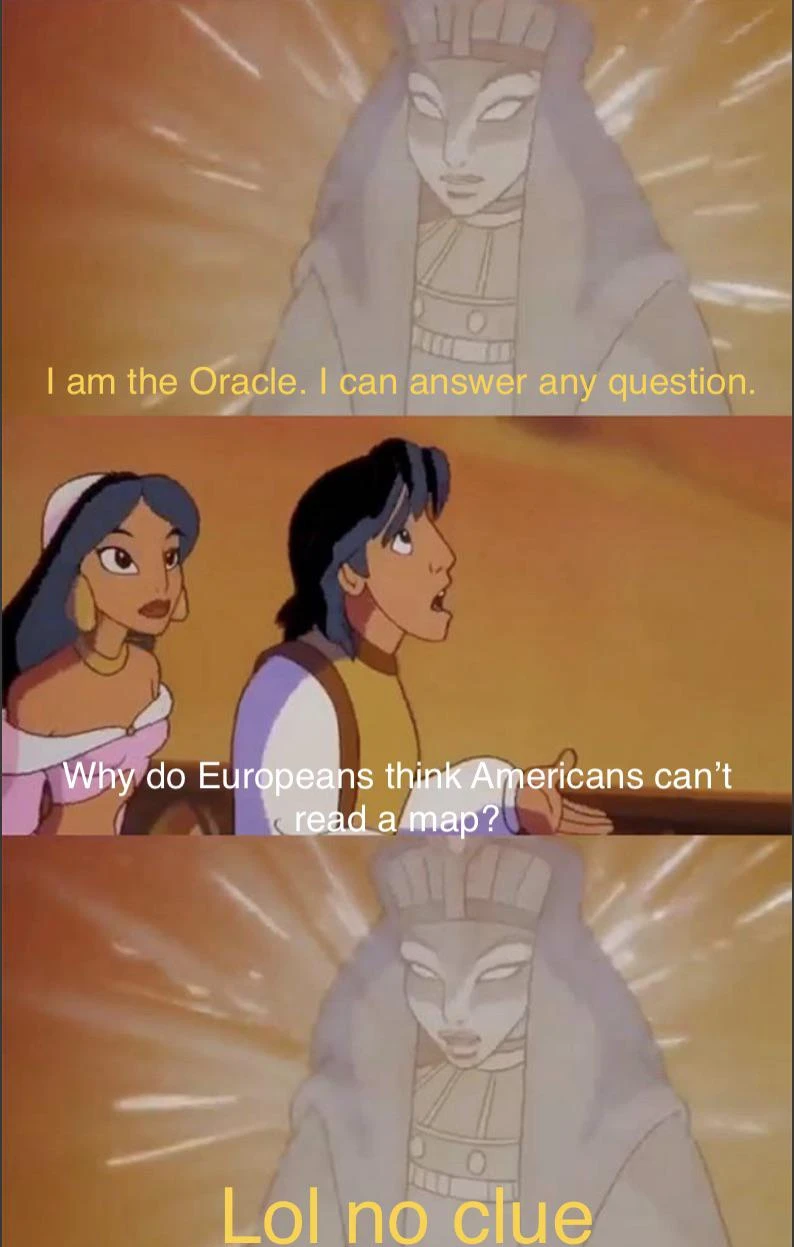 I am the Oracle. I can answer any question.
Why do Europeans think Americans can’t
read a map?
Lol no clue